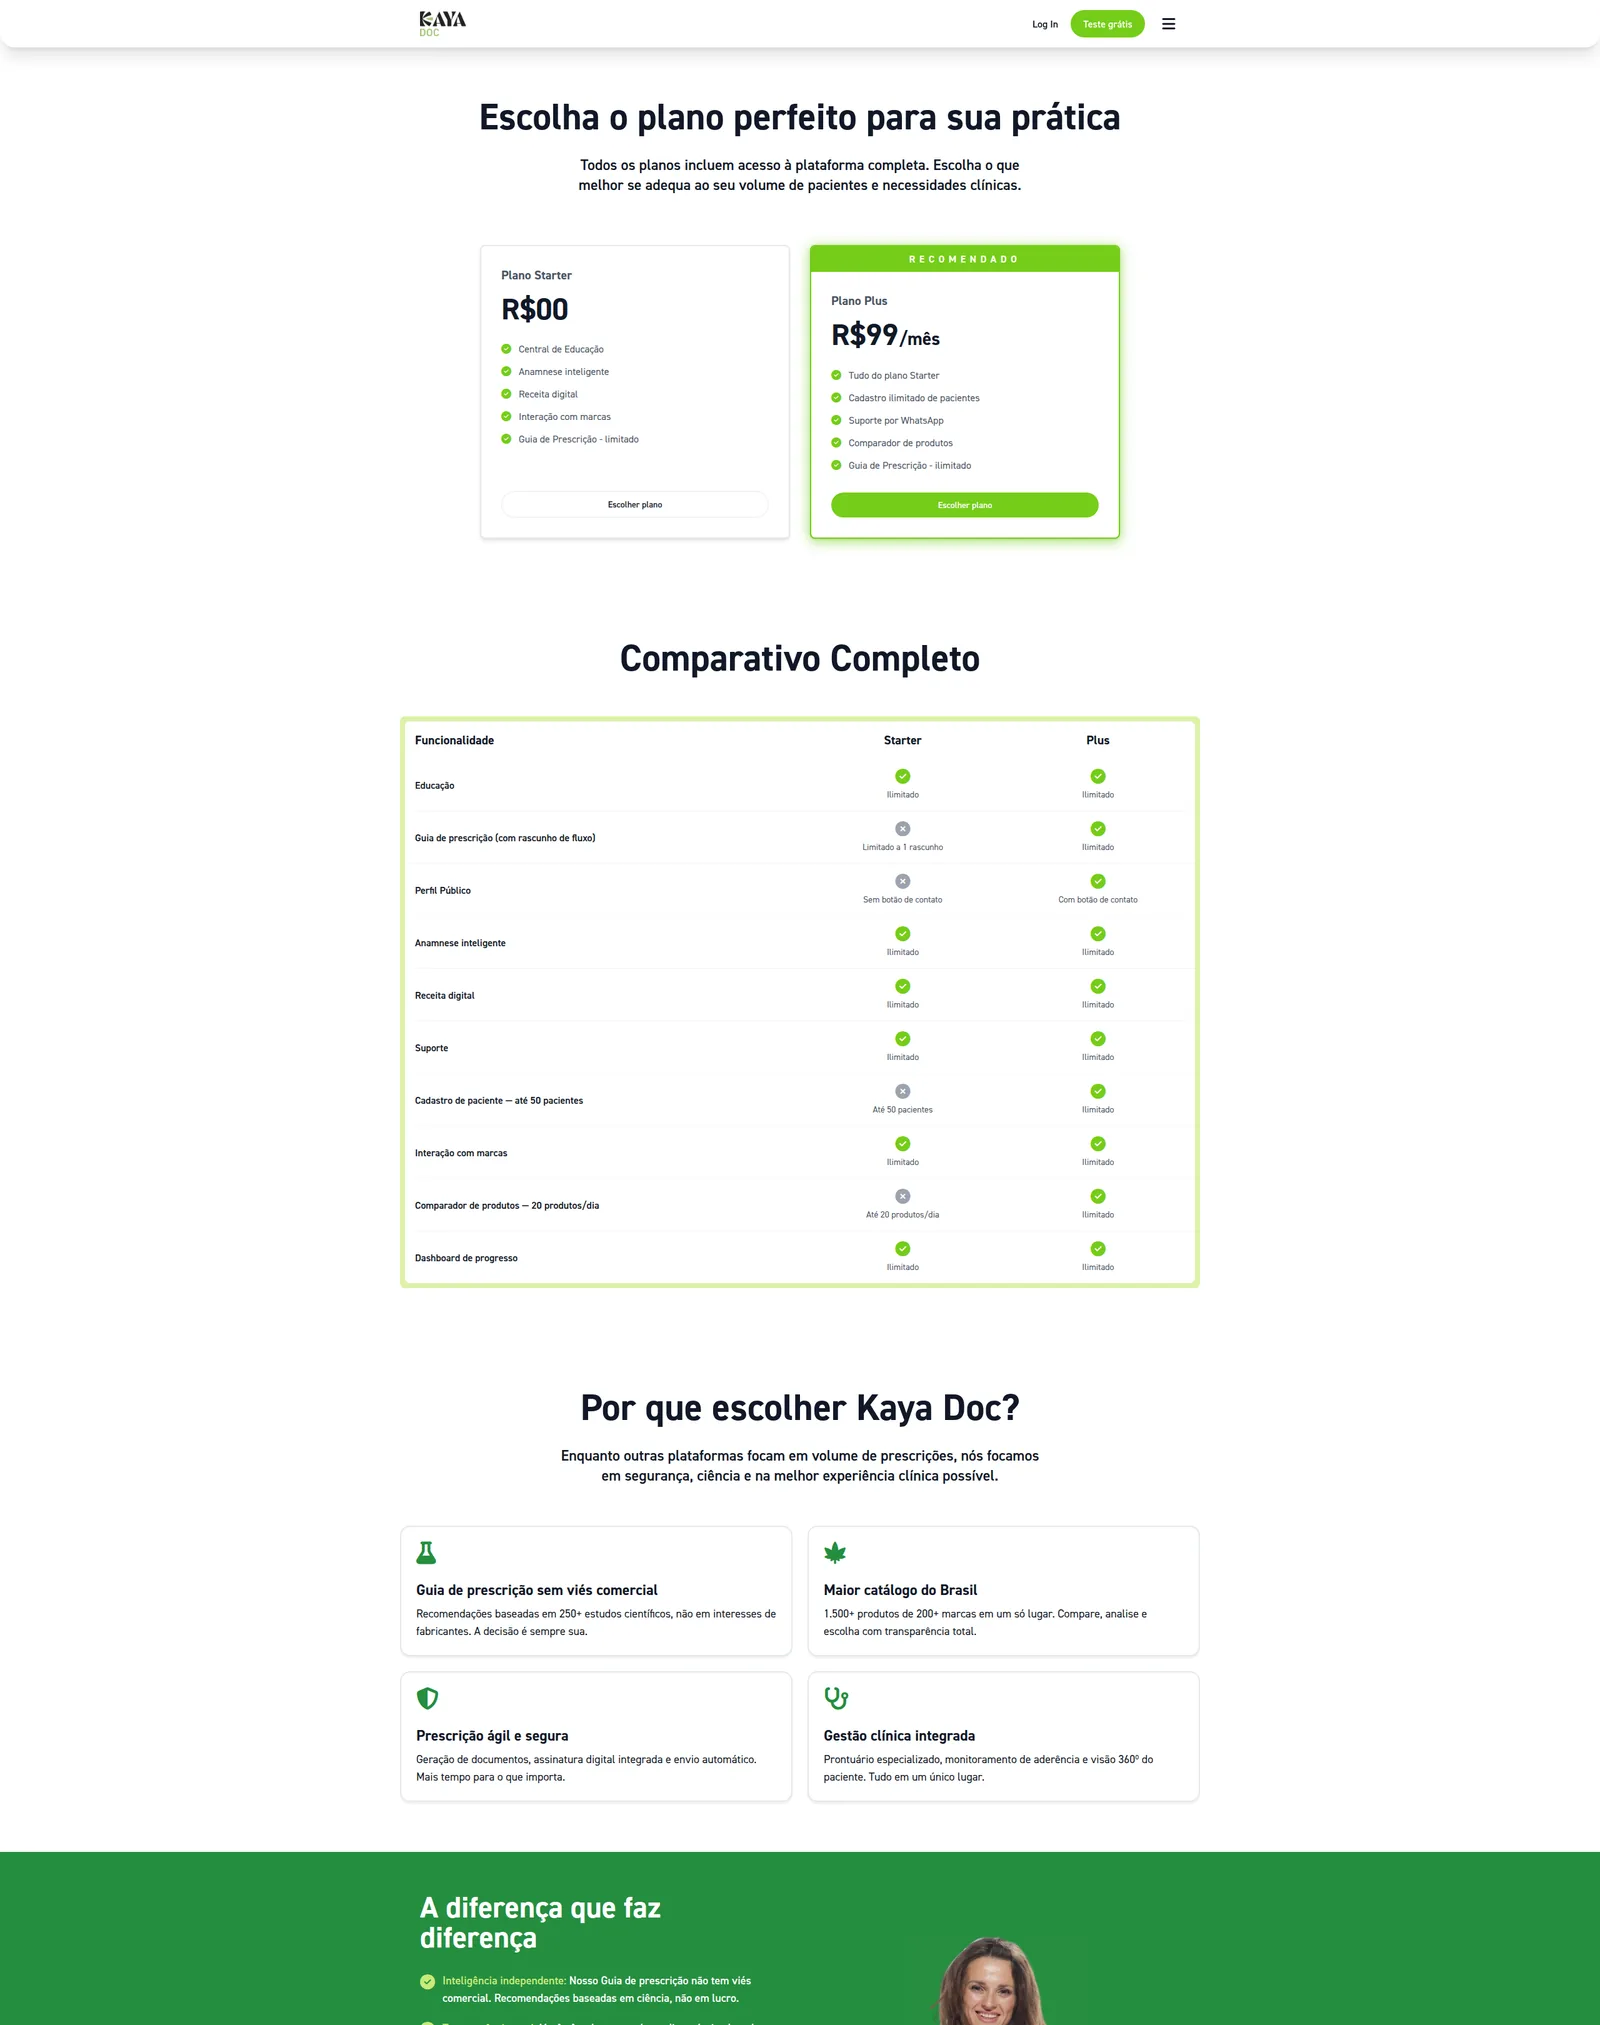 KAYA
DOC
Log In
Teste grátis
Escolha o plano perfeito para sua prática
Todos os planos incluem acesso à plataforma completa. Escolha o que
melhor se adequa ao seu volume de pacientes e necessidades clínicas.
Plano Starter
R$00
Central de Educação
Anamnese inteligente
Receita digital
Interação com marcas
Guia de Prescrição - limitado
Escolher plano
RECOMENDADO
Plano Plus
R$99/mês
Tudo do plano Starter
Cadastro ilimitado de pacientes
Suporte por WhatsApp
Comparador de produtos
Guia de Prescrição - ilimitado
Escolher plano
Comparativo Completo
Funcionalidade Starter Plus
Educação
Ilimitado Ilimitado
Guia de prescrição (com rascunho de fluxo)
Limitado a 1 rascunho Ilimitado
Perfil Público
Sem botão de contato Com botão de contato
Anamnese inteligente
Ilimitado Ilimitado
Receita digital
Ilimitado Ilimitado
Suporte
Ilimitado Ilimitado
Cadastro de paciente — até 50 pacientes
Até 50 pacientes Ilimitado
Interação com marcas
Ilimitado Ilimitado
Comparador de produtos — 20 produtos/dia
Até 20 produtos/dia Ilimitado
Dashboard de progresso
Ilimitado Ilimitado
Por que escolher Kaya Doc?
Enquanto outras plataformas focam em volume de prescrições, nós focamos
em segurança, ciência e na melhor experiência clínica possível.
Guia de prescrição sem viés comercial
Recomendações baseadas em 250+ estudos científicos, não em interesses de
fabricantes. A decisão é sempre sua.
Maior catálogo do Brasil
1.500+ produtos de 200+ marcas em um só lugar. Compare, analise e
escolha com transparência total.
Prescrição ágil e segura
Geração de documentos, assinatura digital integrada e envio automático.
Mais tempo para o que importa.
Gestão clínica integrada
Prontuário especializado, monitoramento de aderência e visão 360º do
paciente. Tudo em um único lugar.
A diferença que faz
diferença
Inteligência independente: Nosso Guia de prescrição não tem viés
comercial. Recomendações baseadas em ciência, não em lucro.